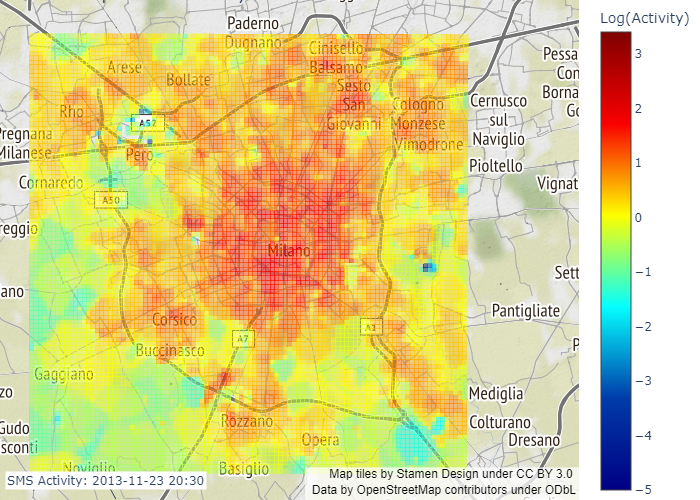 Log(Activity)
Paderno
Dugnano
Cinisello
Balsamo
Arese
Bollate
Sesto
San
Giovanni
Cologno
Monzese
Vimodrone
Cernusco
sul
Naviglio
Pioltello
Pessa
Con
Borna
Go
Vignat
Rho
A52
Pero
Pregnana
Milanese
Cornaredo
A50
reggio
Milano
ano
Sett
Pantigliate
P
Corsico
A7
A1
Buccinasco
Gaggiano
zo
Gudo
sconti
Rozzano
Opera
Mediglia
Colturano
Dresano
Noviglio
Basiglio
SMS Activity: 2013-11-23 20:30
Map tiles by Stamen Design under CC BY 3.0
Data by OpenStreetMap contributors under ODbL
3
2
1
0
−1
−2
−3
−4
−5